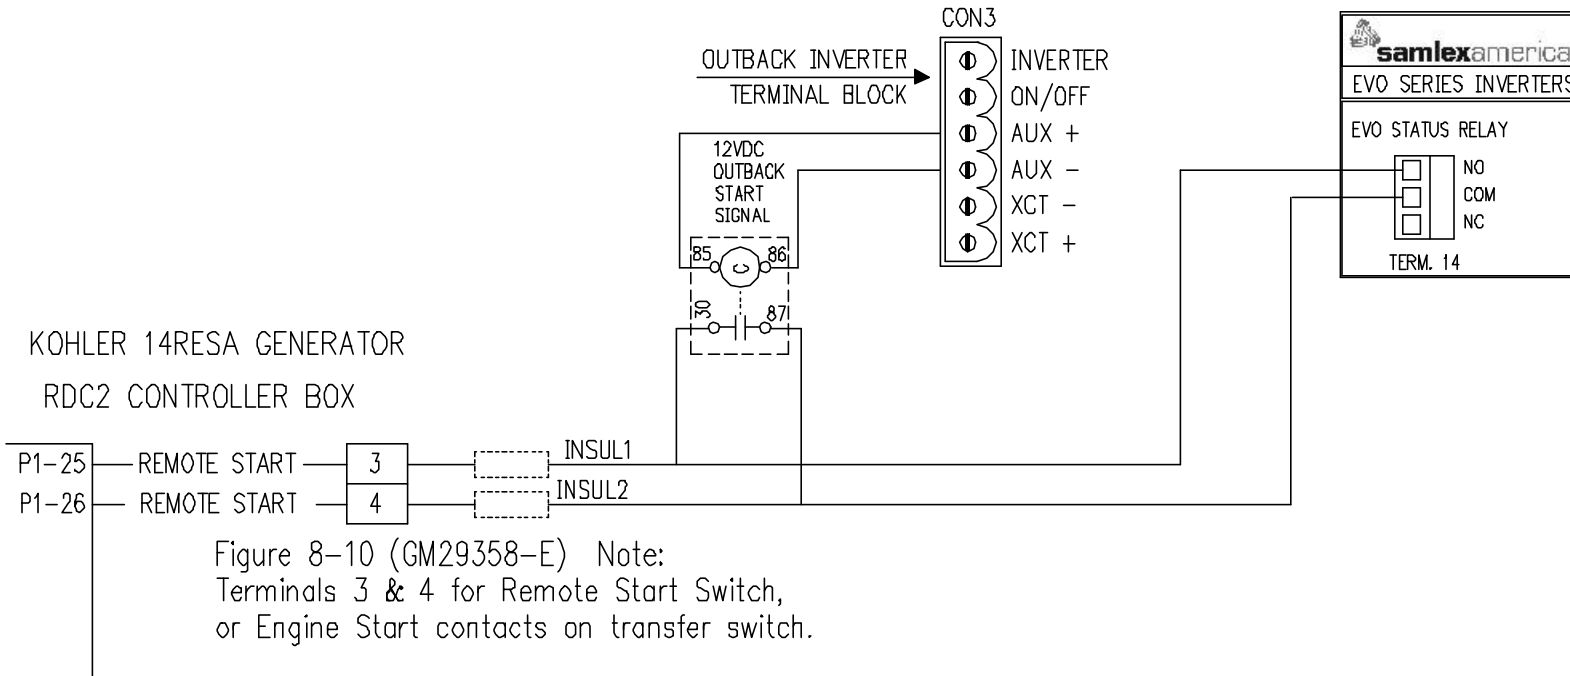 CON3
OUTBACK INVERTER
TERMINAL BLOCK
INVERTER
ON/OFF
AUX +
AUX -
XCT -
XCT +
12VDC
OUTBACK
START
SIGNAL
85
86
C
30
87
samlexamerica
EVO SERIES INVERTERS
EVO STATUS RELAY
NO
COM
NC
TERM. 14
KOHLER 14RESA GENERATOR
RDC2 CONTROLLER BOX
P1-25 REMOTE START 3 INSUL1
P1-26 REMOTE START 4 INSUL2
Figure 8-10 (GM29358-E) Note:
Terminals 3 & 4 for Remote Start Switch,
or Engine Start contacts on transfer switch.